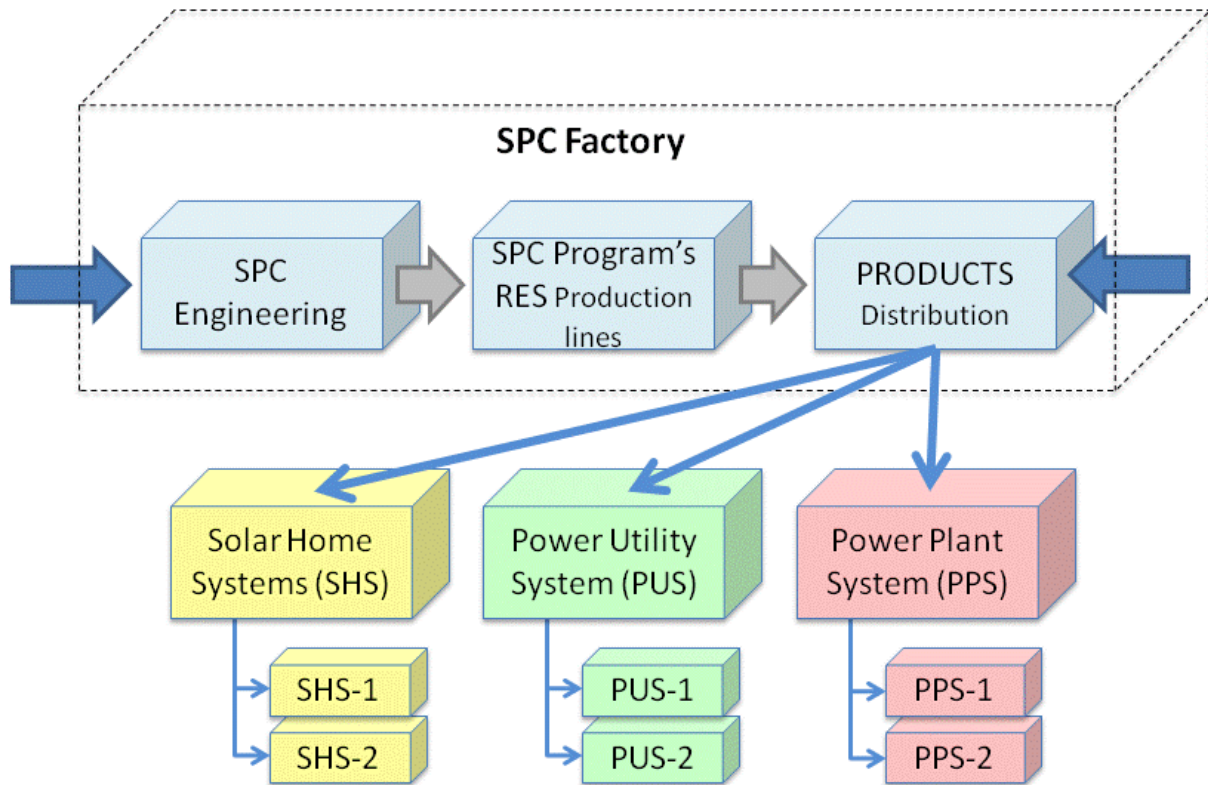 SPC Factory
SPC
Engineering
SPC Program's
RES Production
lines
PRODUCTS
Distribution
Solar Home
Systems (SHS)
Power Utility
System (PUS)
Power Plant
System (PPS)
SHS-1
SHS-2
PUS-1
PUS-2
PPS-1
PPS-2